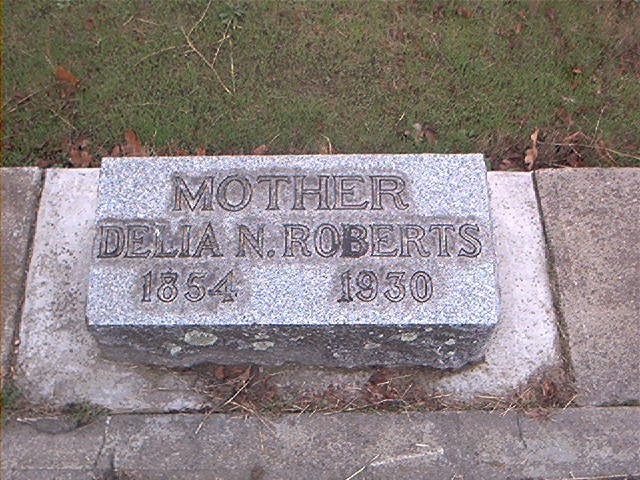 MOTHER
DELIA N. ROBERTS
1854 1930